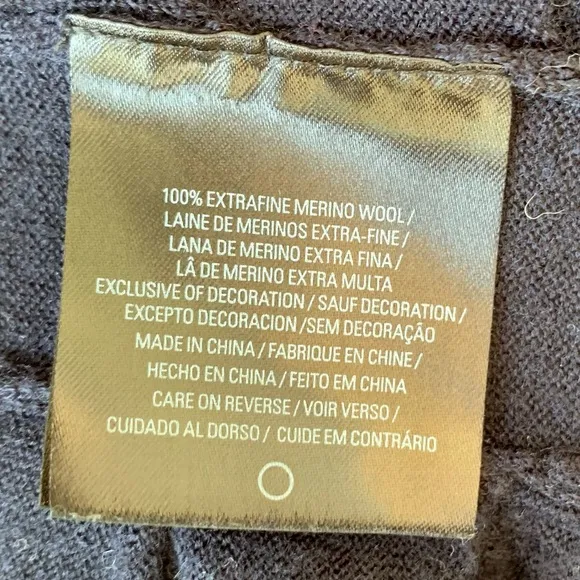 100% EXTRAFINE MERINO WOOL /
LAINE DE MERINOS EXTRA-FINE /
LANA DE MERINO EXTRA FINA /
LÂ DE MERINO EXTRA MULTA
EXCLUSIVE OF DECORATION / SAUF DECORATION /
EXCEPTO DECORACION /SEM DECORAÇÃO
MADE IN CHINA / FABRIQUE EN CHINE /
HECHO EN CHINA / FEITO EM CHINA
CARE ON REVERSE / VOIR VERSO /
CUIDADO AL DORSO / CUIDE EM CONTRÁRIO